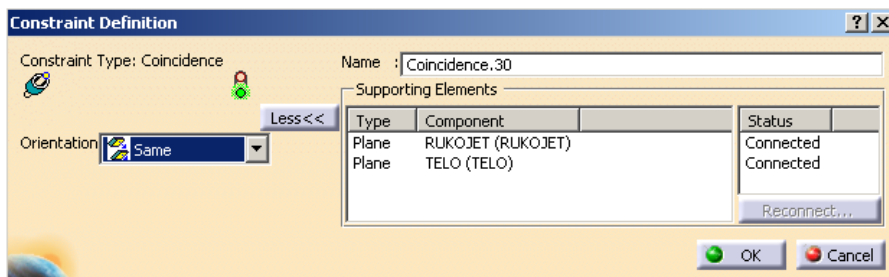 Constraint Definition
Constraint Type: Coincidence
Name : Coincidence.30
Supporting Elements
Less<<
Type Component Status
Orientation Same
Plane RUKOJET (RUKOJET) Connected
Plane TELO (TELO) Connected
Reconnect...
OK Cancel